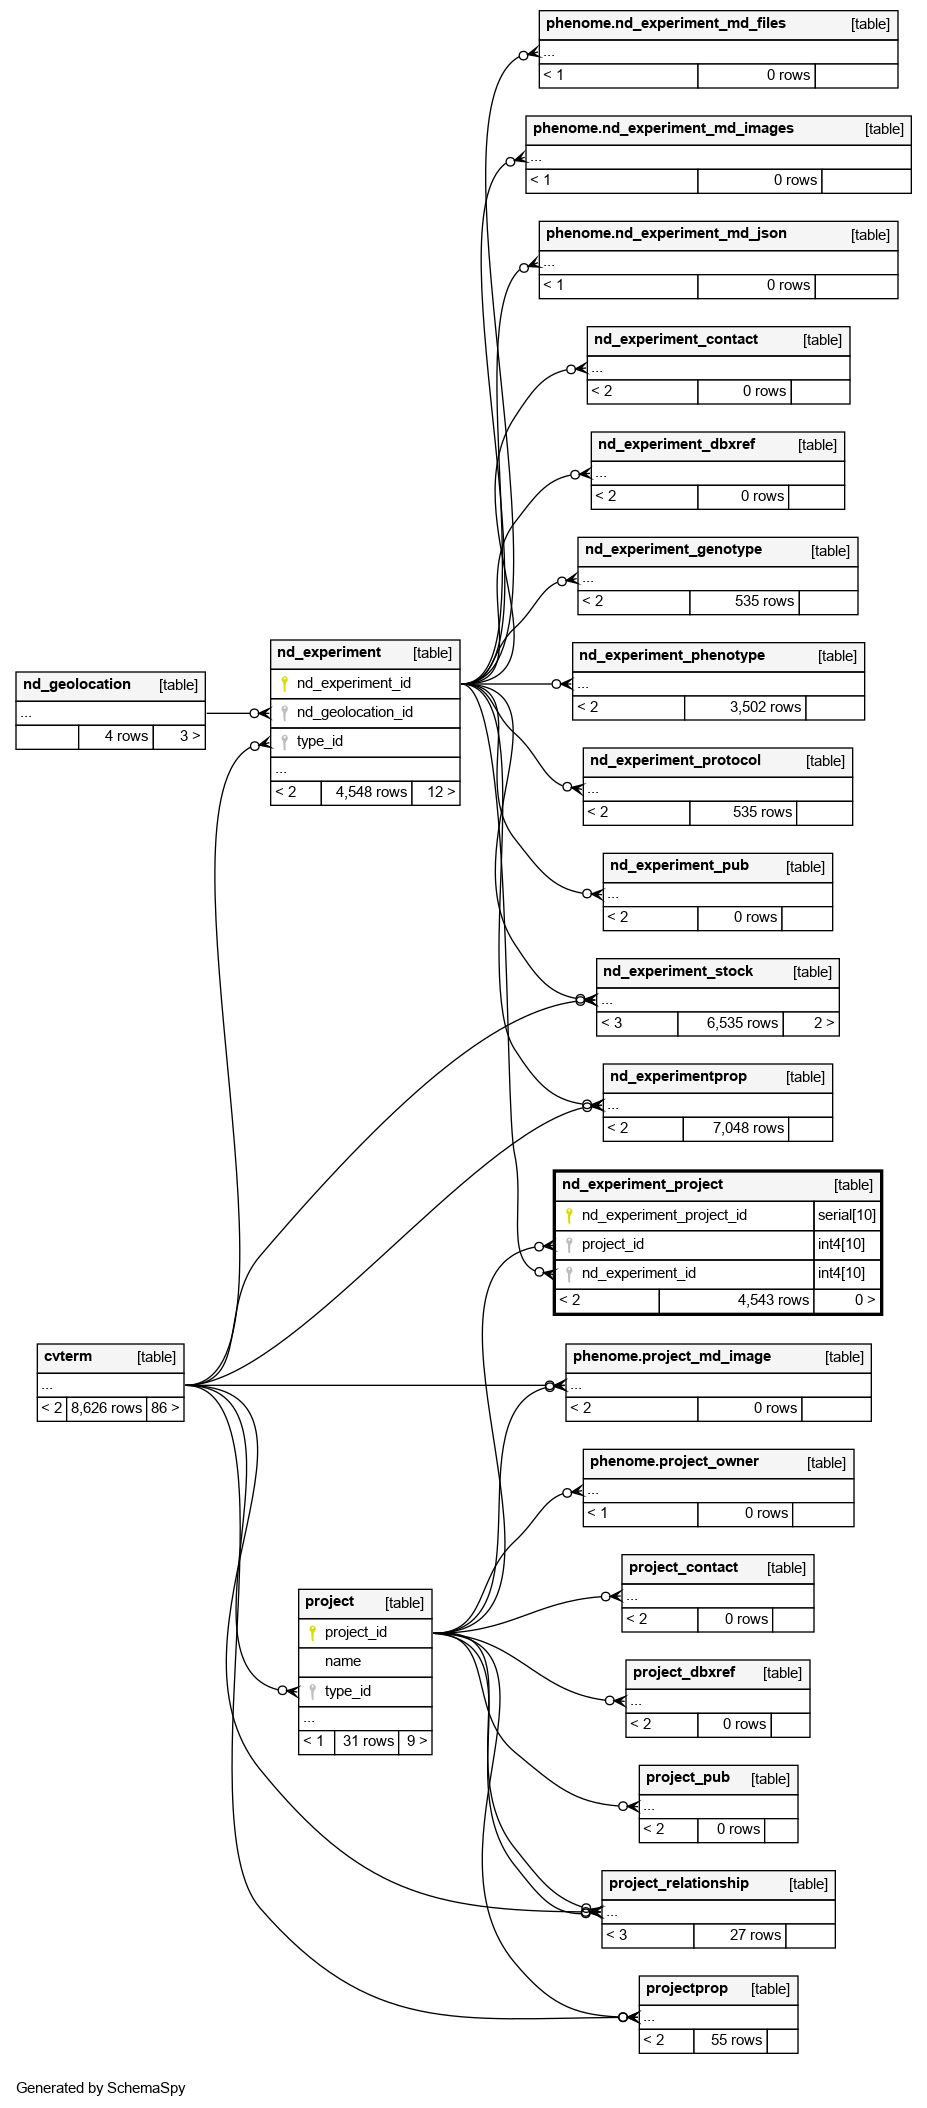 phenome.nd_experiment_md_files [table]
...
< 1 0 rows
phenome.nd_experiment_md_images [table]
...
< 1 0 rows
phenome.nd_experiment_md_json [table]
...
< 1 0 rows
nd_experiment_contact [table]
...
< 2 0 rows
nd_experiment_dbxref [table]
...
< 2 0 rows
nd_experiment_genotype [table]
...
< 2 535 rows
nd_experiment [table]
nd_experiment_id
nd_geolocation_id
type_id
...
< 2 4,548 rows 12 >
nd_geolocation [table]
...
4 rows 3 >
nd_experiment_phenotype [table]
...
< 2 3,502 rows
nd_experiment_protocol [table]
...
< 2 535 rows
nd_experiment_pub [table]
...
< 2 0 rows
nd_experiment_stock [table]
...
< 3 6,535 rows 2 >
nd_experimentprop [table]
...
< 2 7,048 rows
nd_experiment_project [table]
nd_experiment_project_id serial[10]
project_id int4[10]
nd_experiment_id int4[10]
< 2 4,543 rows 0 >
cvterm [table]
...
< 2 8,626 rows 86 >
phenome.project_md_image [table]
...
< 2 0 rows
phenome.project_owner [table]
...
< 1 0 rows
project_contact [table]
...
< 2 0 rows
project [table]
project_id
name
type_id
...
< 1 31 rows 9 >
project_dbxref [table]
...
< 2 0 rows
project_pub [table]
...
< 2 0 rows
project_relationship [table]
...
< 3 27 rows
projectprop [table]
...
< 2 55 rows
Generated by SchemaSpy